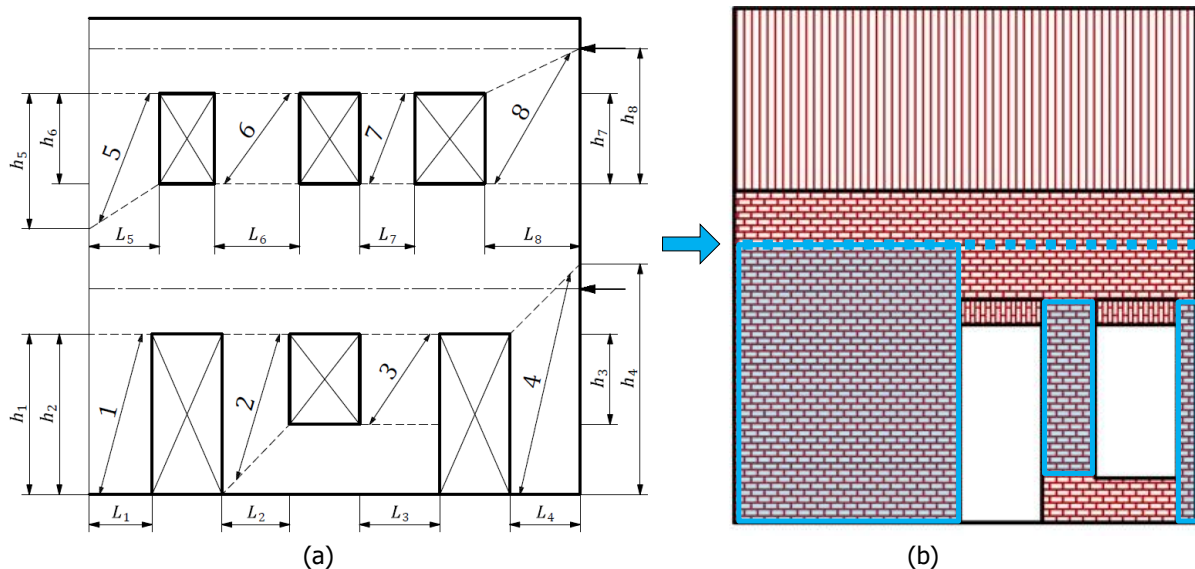 h₈
h₅
h₆
5
6
7
8
h₇
L₅
L₆
L₇
L₈
h₁
h₂
1
2
3
4
h₃
h₄
L₁
L₂
L₃
L₄
(a)
(b)